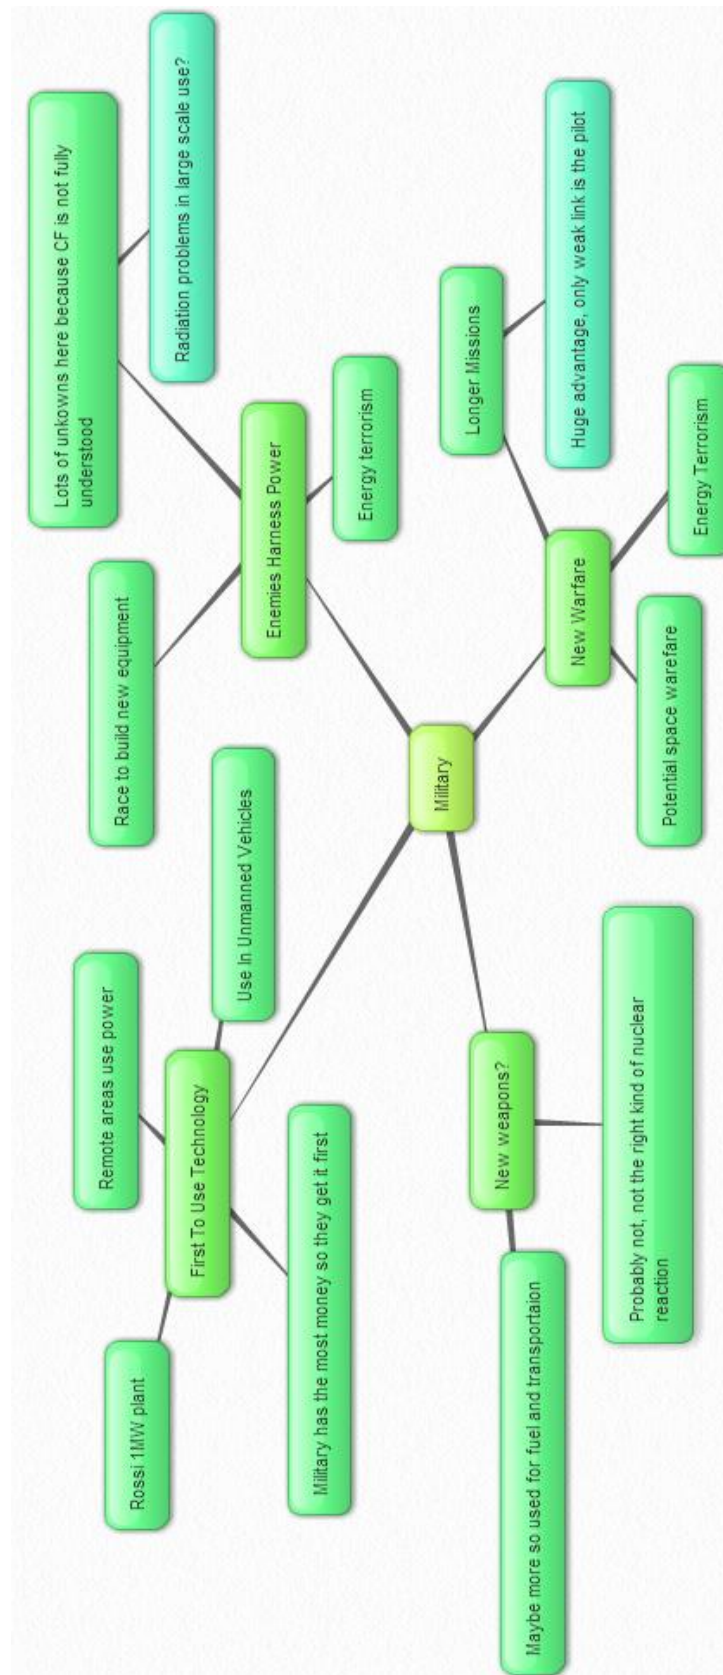 Rossi 1MW plant
Remote areas use power
First To Use Technology
Use In Unmanned Vehicles
Military has the most money so they get it first
Race to build new equipment
Lots of unkowns here because CF is not fully
understood
Radiation problems in large scale use?
Enemies Harness Power
Energy terrorism
Military
New weapons?
Maybe more so used for fuel and transportaion
Probably not, not the right kind of nuclear
reaction
Longer Missions
Huge advantage, only weak link is the pilot
New Warfare
Potential space warefare
Energy Terrorism